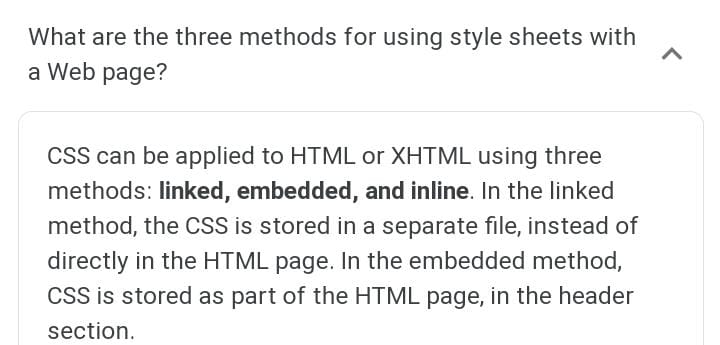 What are the three methods for using style sheets with
a Web page?
CSS can be applied to HTML or XHTML using three
methods: linked, embedded, and inline. In the linked
method, the CSS is stored in a separate file, instead of
directly in the HTML page. In the embedded method,
CSS is stored as part of the HTML page, in the header
section.